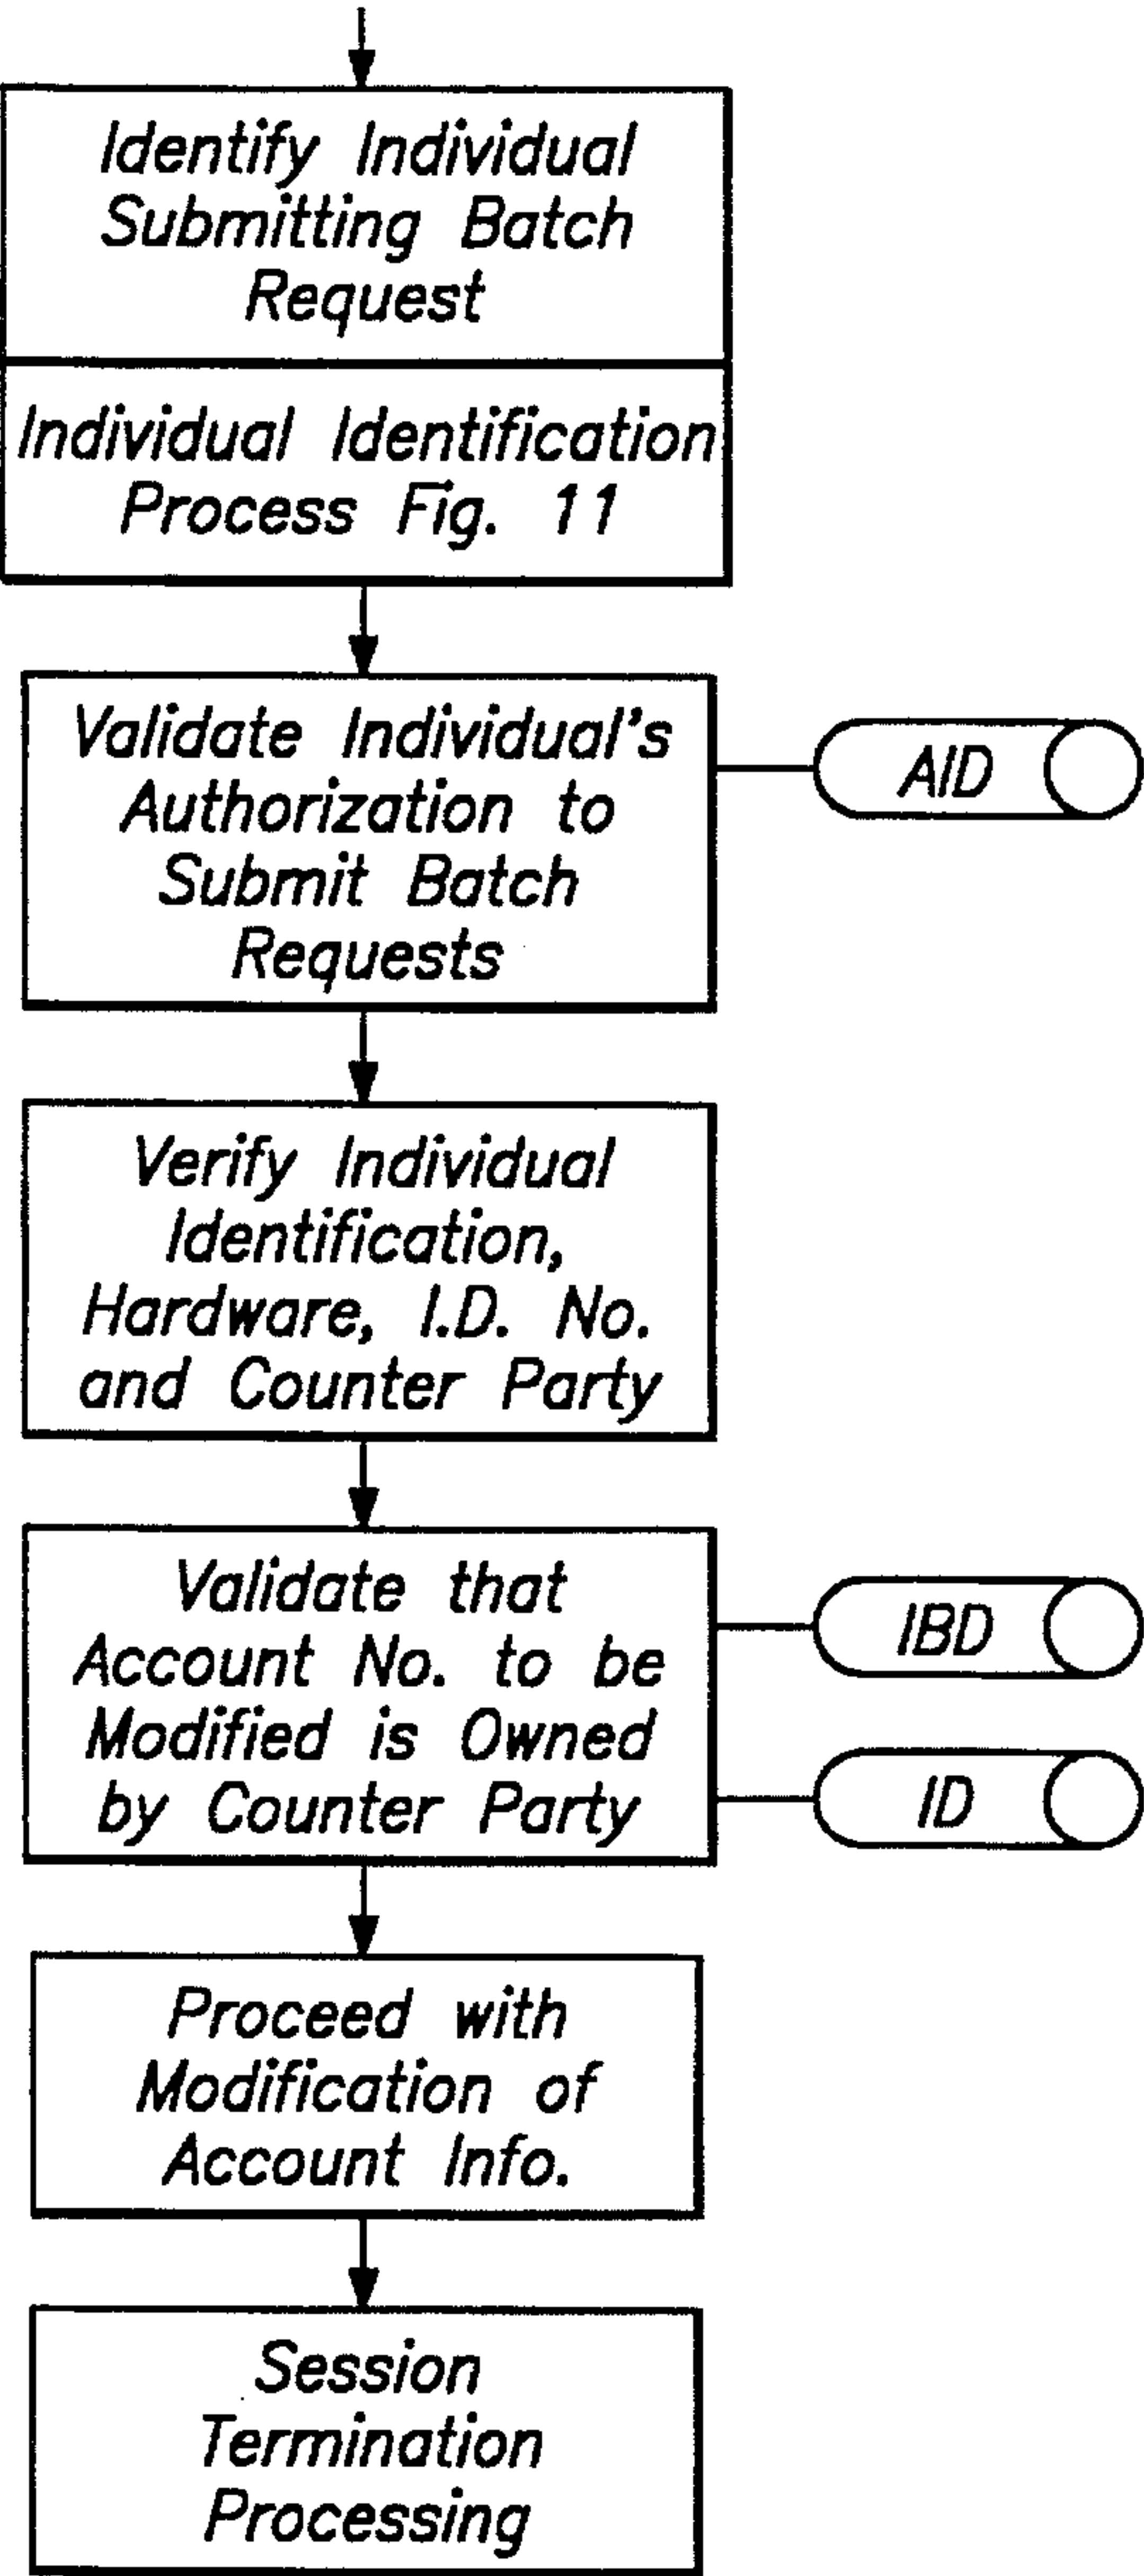 Identify Individual
Submitting Batch
Request
Individual Identification
Process Fig. 11
Validate Individual's
Authorization to
Submit Batch
Requests
AID
Verify Individual
Identification,
Hardware, I.D. No.
and Counter Party
Validate that
Account No. to be
Modified is Owned
by Counter Party
IBD
ID
Proceed with
Modification of
Account Info.
Session
Termination
Processing